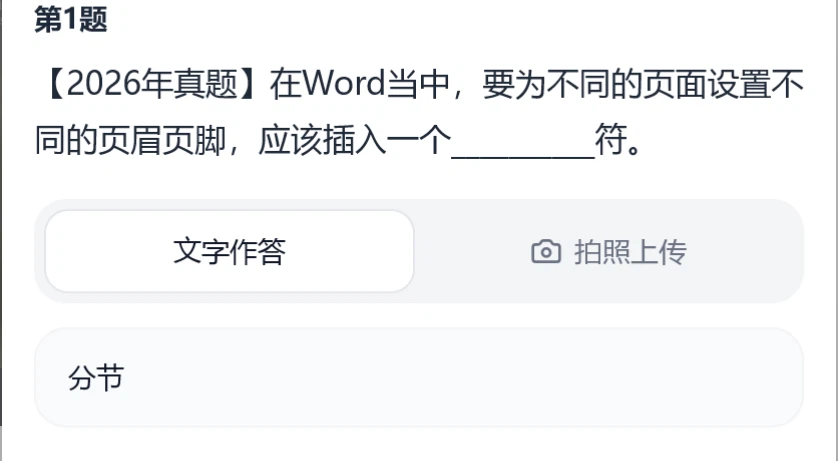 第1题
【2026年真题】在Word当中，要为不同的页面设置不
同的页眉页脚，应该插入一个__________符。
文字作答
拍照上传
分节